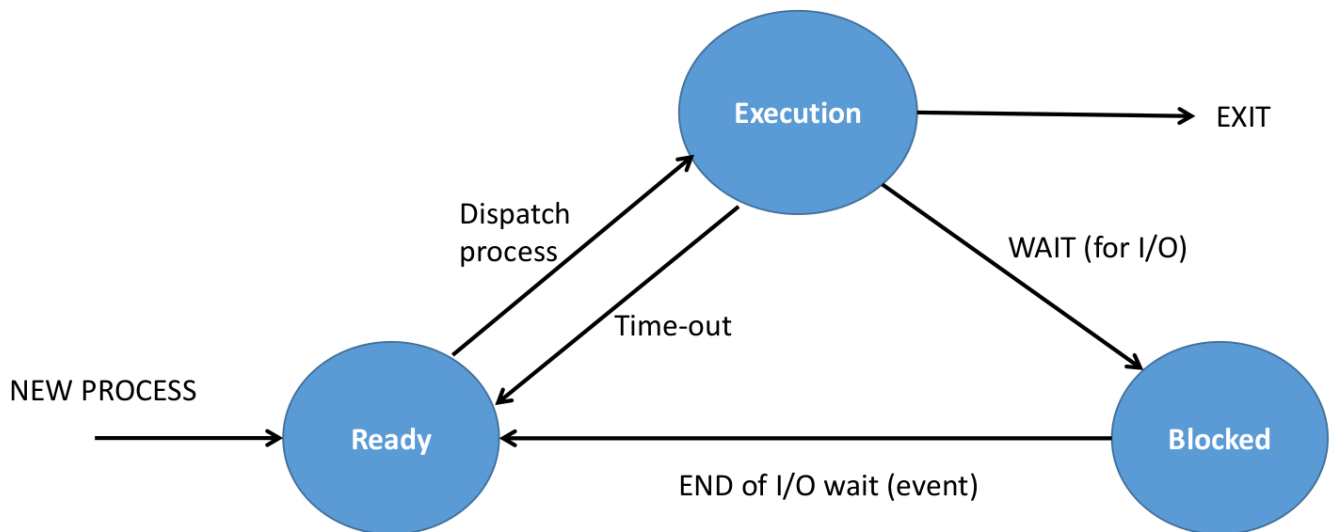 Execution
EXIT
Dispatch
process
WAIT (for I/O)
Time-out
NEW PROCESS
Ready
Blocked
END of I/O wait (event)